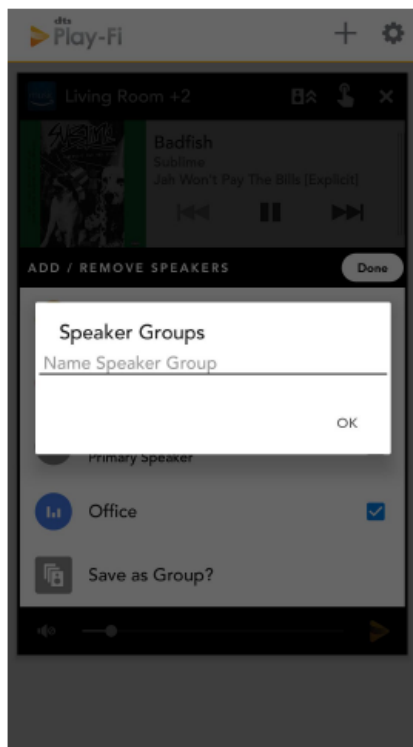 dts
Play-Fi
Living Room +2
SUBLIME
Badfish
Sublime
Jah Won't Pay The Bills [Explicit]
ADD / REMOVE SPEAKERS
Done
Speaker Groups
Name Speaker Group
OK
Primary Speaker
Office
Save as Group?